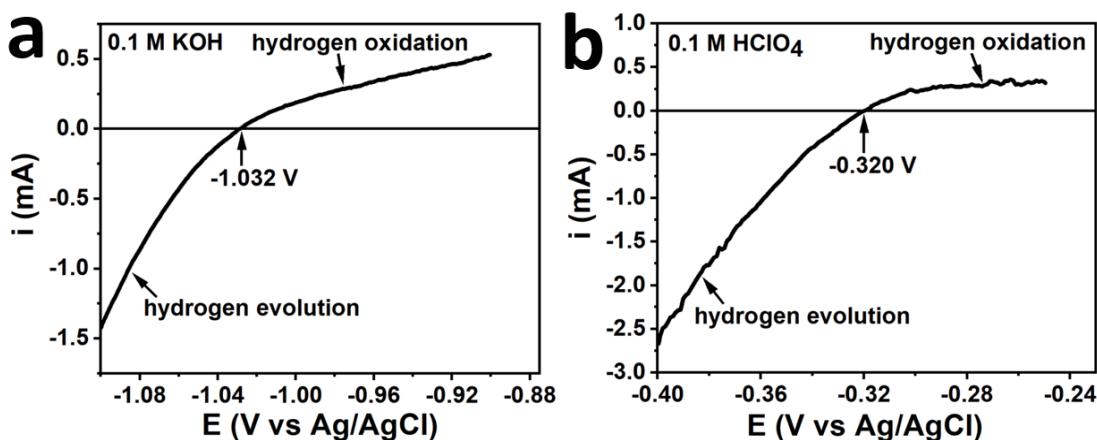 a
0.1 M KOH
hydrogen oxidation
0.5
0.0
-0.5
-1.0
-1.5
i (mA)
-1.032 V
hydrogen evolution
-1.08 -1.04 -1.00 -0.96 -0.92 -0.88
E (V vs Ag/AgCl)
b
0.1 M HClO4
hydrogen oxidation
1.0
0.5
0.0
-0.5
-1.0
-1.5
-2.0
-2.5
-3.0
i (mA)
-0.320 V
hydrogen evolution
-0.40 -0.36 -0.32 -0.28 -0.24
E (V vs Ag/AgCl)